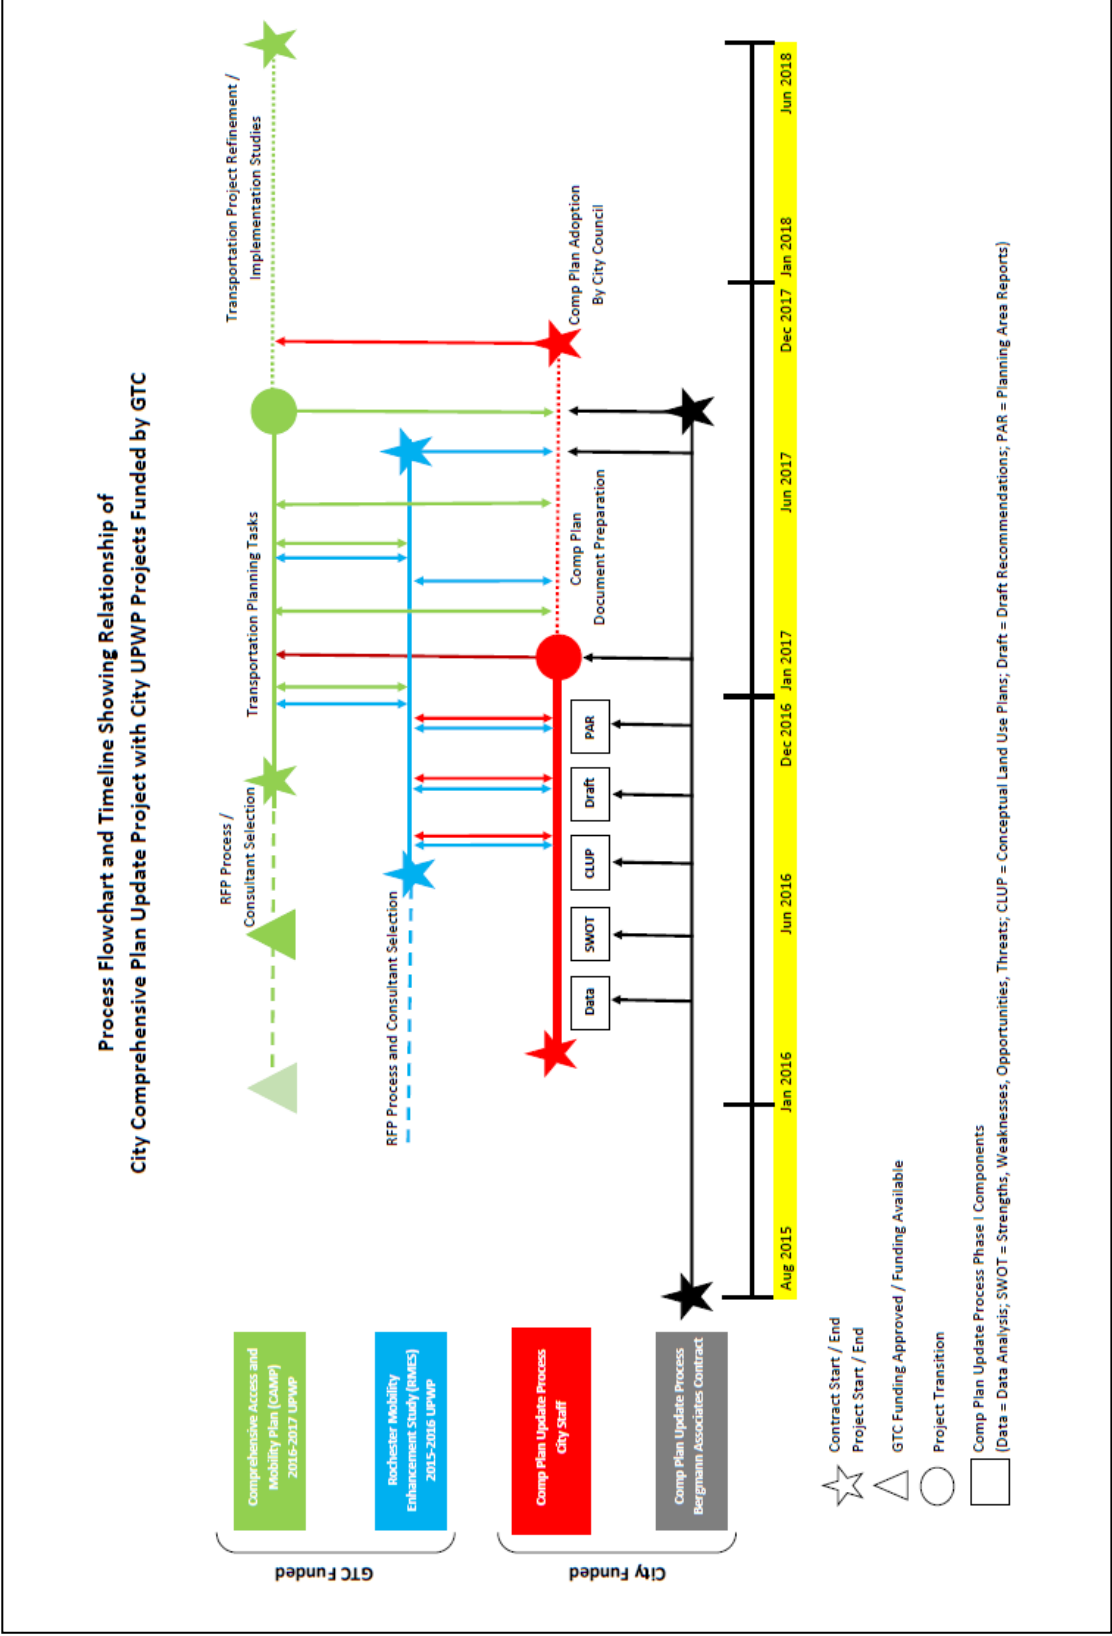 Process Flowchart and Timeline Showing Relationship of
City Comprehensive Plan Update Project with City UPWP Projects Funded by GTC
GTC Funded
Comprehensive Access and
Mobility Plan (CAMP)
2016-2017 UPWP
RFP Process /
Consultant Selection
Transportation Planning Tasks
Transportation Project Refinement /
Implementation Studies
Rochester Mobility
Enhancement Study (RMES)
2015-2016 UPWP
RFP Process and Consultant Selection
City Funded
Comp Plan Update Process
City Staff
Data
SWOT
CLUP
Draft
PAR
Comp Plan
Document Preparation
Comp Plan Adoption
By City Council
Comp Plan Update Process
Bergmann Associates Contract
Aug 2015
Jan 2016
Jun 2016
Dec 2016
Jan 2017
Jun 2017
Dec 2017
Jan 2018
Jun 2018
Contract Start / End
Project Start / End
GTC Funding Approved / Funding Available
Project Transition
Comp Plan Update Process Phase I Components
(Data = Data Analysis; SWOT = Strengths, Weaknesses, Opportunities, Threats; CLUP = Conceptual Land Use Plans; Draft = Draft Recommendations; PAR = Planning Area Reports)